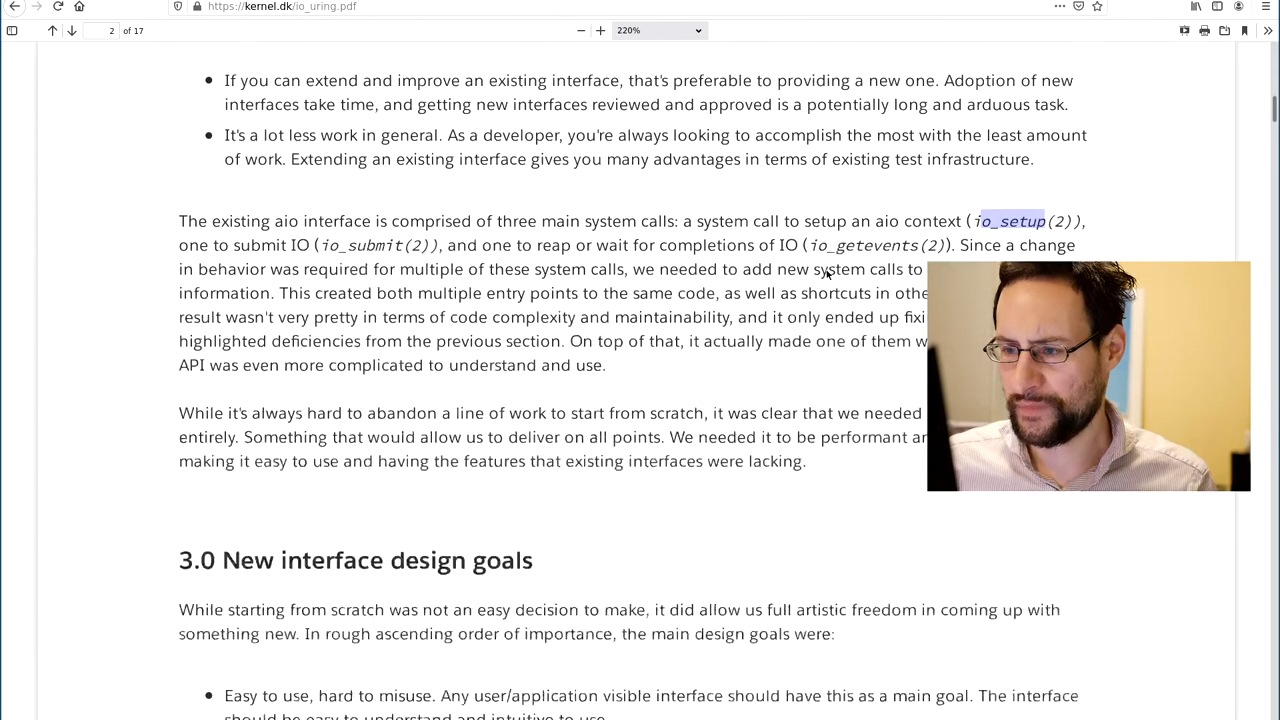 https://kernel.dk/io_uring.pdf
2 of 17
220%
• If you can extend and improve an existing interface, that's preferable to providing a new one. Adoption of new
interfaces take time, and getting new interfaces reviewed and approved is a potentially long and arduous task.
• It's a lot less work in general. As a developer, you're always looking to accomplish the most with the least amount
of work. Extending an existing interface gives you many advantages in terms of existing test infrastructure.
The existing aio interface is comprised of three main system calls: a system call to setup an aio context (io_setup(2)),
one to submit IO (io_submit(2)), and one to reap or wait for completions of IO (io_getevents(2)). Since a change
in behavior was required for multiple of these system calls, we needed to add new system calls to
information. This created both multiple entry points to the same code, as well as shortcuts in
result wasn't very pretty in terms of code complexity and maintainability, and it only ended up
highlighted deficiencies from the previous section. On top of that, it actually made one of them
API was even more complicated to understand and use.
While it's always hard to abandon a line of work to start from scratch, it was clear that we needed
entirely. Something that would allow us to deliver on all points. We needed it to be performant
making it easy to use and having the features that existing interfaces were lacking.
3.0 New interface design goals
While starting from scratch was not an easy decision to make, it did allow us full artistic freedom in coming up with
something new. In rough ascending order of importance, the main design goals were:
• Easy to use, hard to misuse. Any user/application visible interface should have this as a main goal. The interface
should be easy to understand and intuitive to use.